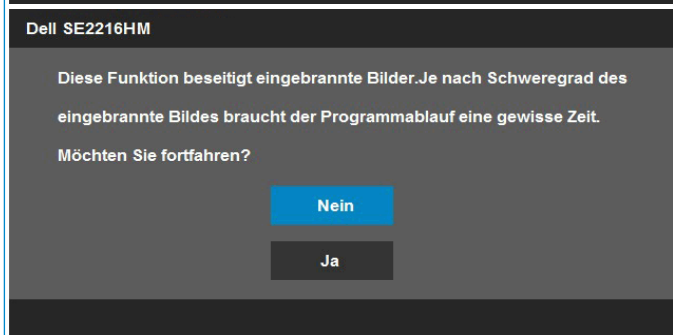 Dell SE2216HM
Diese Funktion beseitigt eingebrannte Bilder.Je nach Schweregrad des
eingebrannte Bildes braucht der Programmablauf eine gewisse Zeit.
Möchten Sie fortfahren?
Nein
Ja